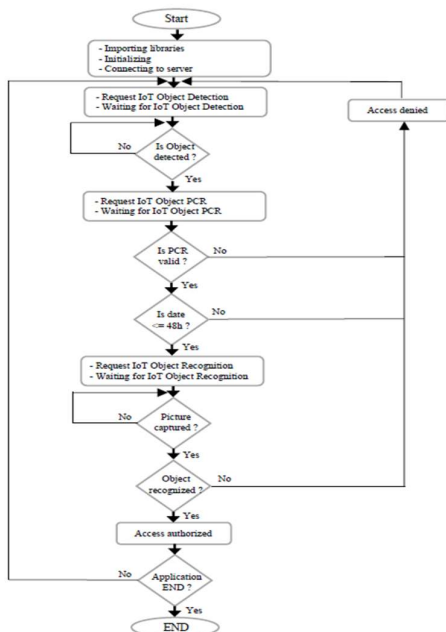 Start
- Importing libraries
- Initializing
- Connecting to server
- Request IoT Object Detection
- Waiting for IoT Object Detection
Access denied
No
Is Object
detected ?
Yes
- Request IoT Object PCR
- Waiting for IoT Object PCR
Is PCR
valid ?
No
Yes
Is date
<= 48h ?
No
Yes
- Request IoT Object Recognition
- Waiting for IoT Object Recognition
No
Picture
captured ?
Yes
Object
recognized ?
No
Yes
Access authorized
No
Application
END ?
Yes
END